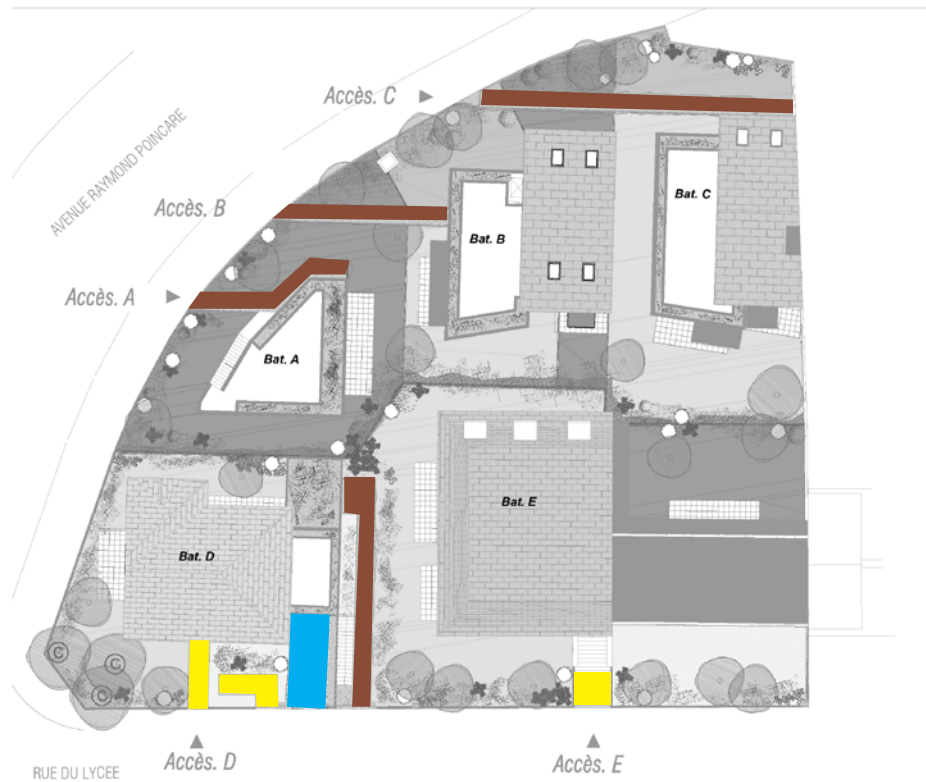 Accès. C
AVENUE RAYMOND POINCARE
Bat. C
Accès. B
Bat. B
Accès. A
Bat. A
Bat. E
Bat. D
C
C
C
Accès. D
Accès. E
RUE DU LYCEE